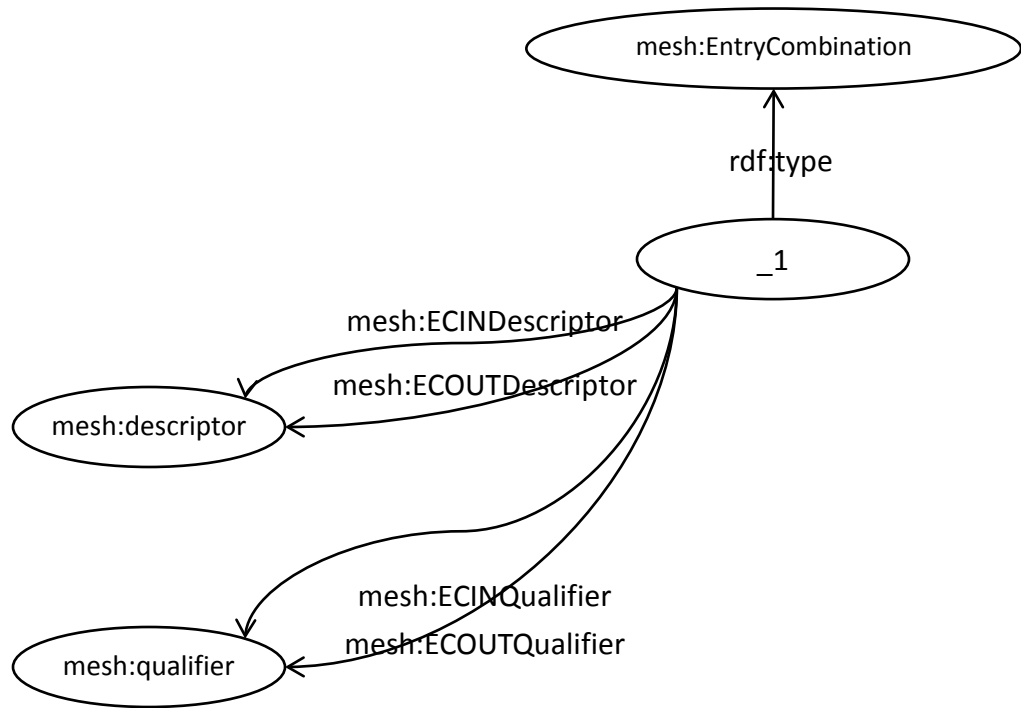 mesh:EntryCombination
rdf:type
_1
mesh:ECINDescriptor
mesh:ECOUTDescriptor
mesh:descriptor
mesh:ECINQualifier
mesh:ECOUTQualifier
mesh:qualifier